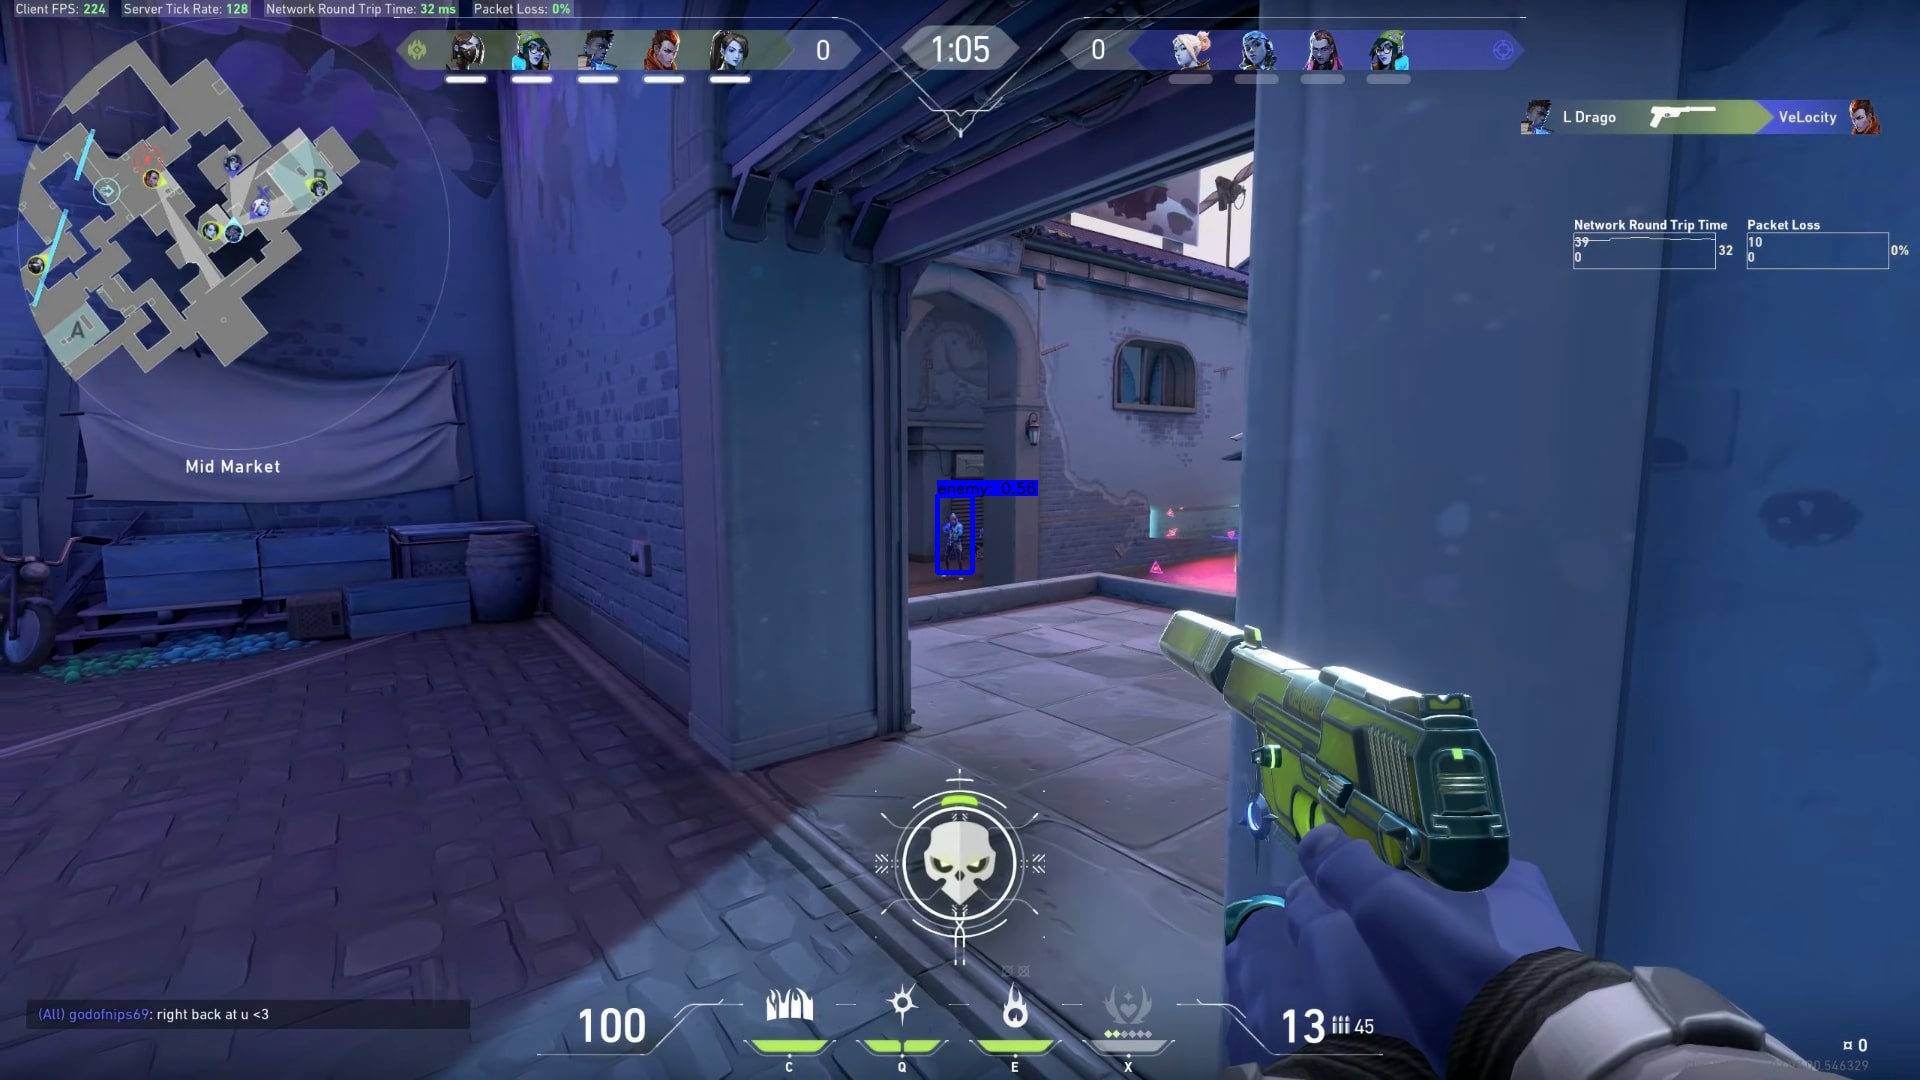 Client FPS: 224 Server Tick Rate: 128 Network Round Trip Time: 32 ms Packet Loss: 0%
0 1:05 0
L Drago VeLocity
Network Round Trip Time Packet Loss
39 32 10 0%
0 0
B
A
Mid Market
enemy: 0.56
(All) godofnips69: right back at u <3
100 13 45
C Q E X
¤ 0